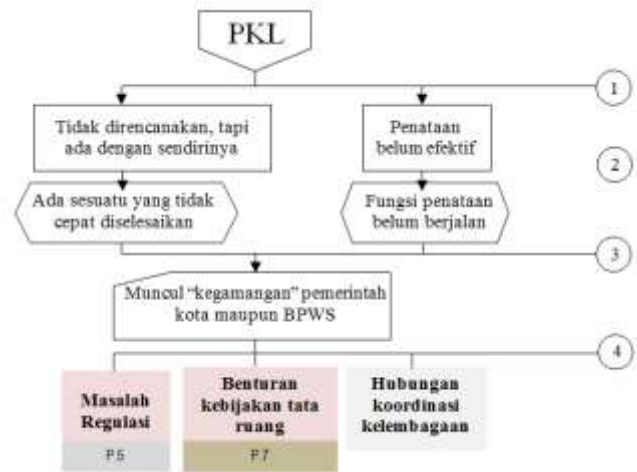 PKL
1
Tidak direncanakan, tapi
ada dengan sendirinya
Penataan
belum efektif
2
Ada sesuatu yang tidak
cepat diselesaikan
Fungsi penataan
belum berjalan
3
Muncul “kegamangan” pemerintah
kota maupun BPWS
4
Masalah
Regulasi
P5
Benturan
kebijakan tata
ruang
P7
Hubungan
koordinasi
kelembagaan